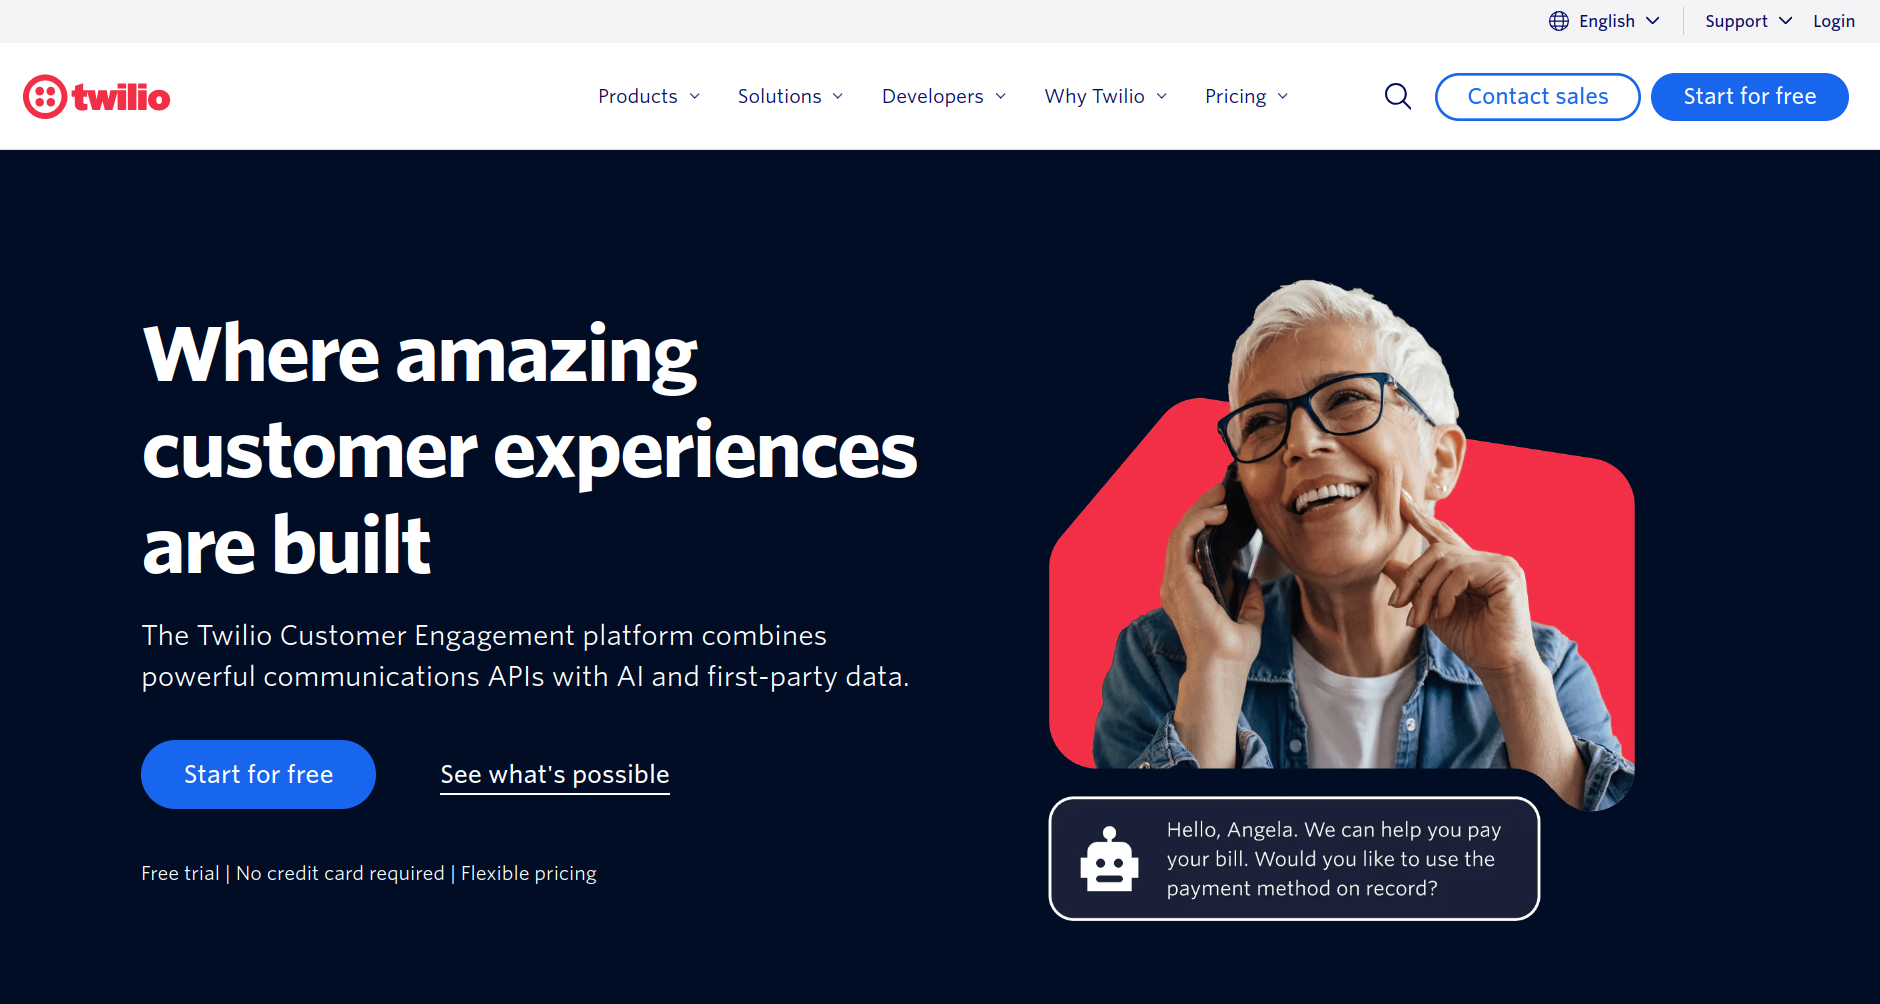 English
Support
Login
twilio
Products
Solutions
Developers
Why Twilio
Pricing
Contact sales
Start for free
Where amazing
customer experiences
are built
The Twilio Customer Engagement platform combines
powerful communications APIs with AI and first-party data.
Start for free
See what's possible
Free trial | No credit card required | Flexible pricing
Hello, Angela. We can help you pay
your bill. Would you like to use the
payment method on record?